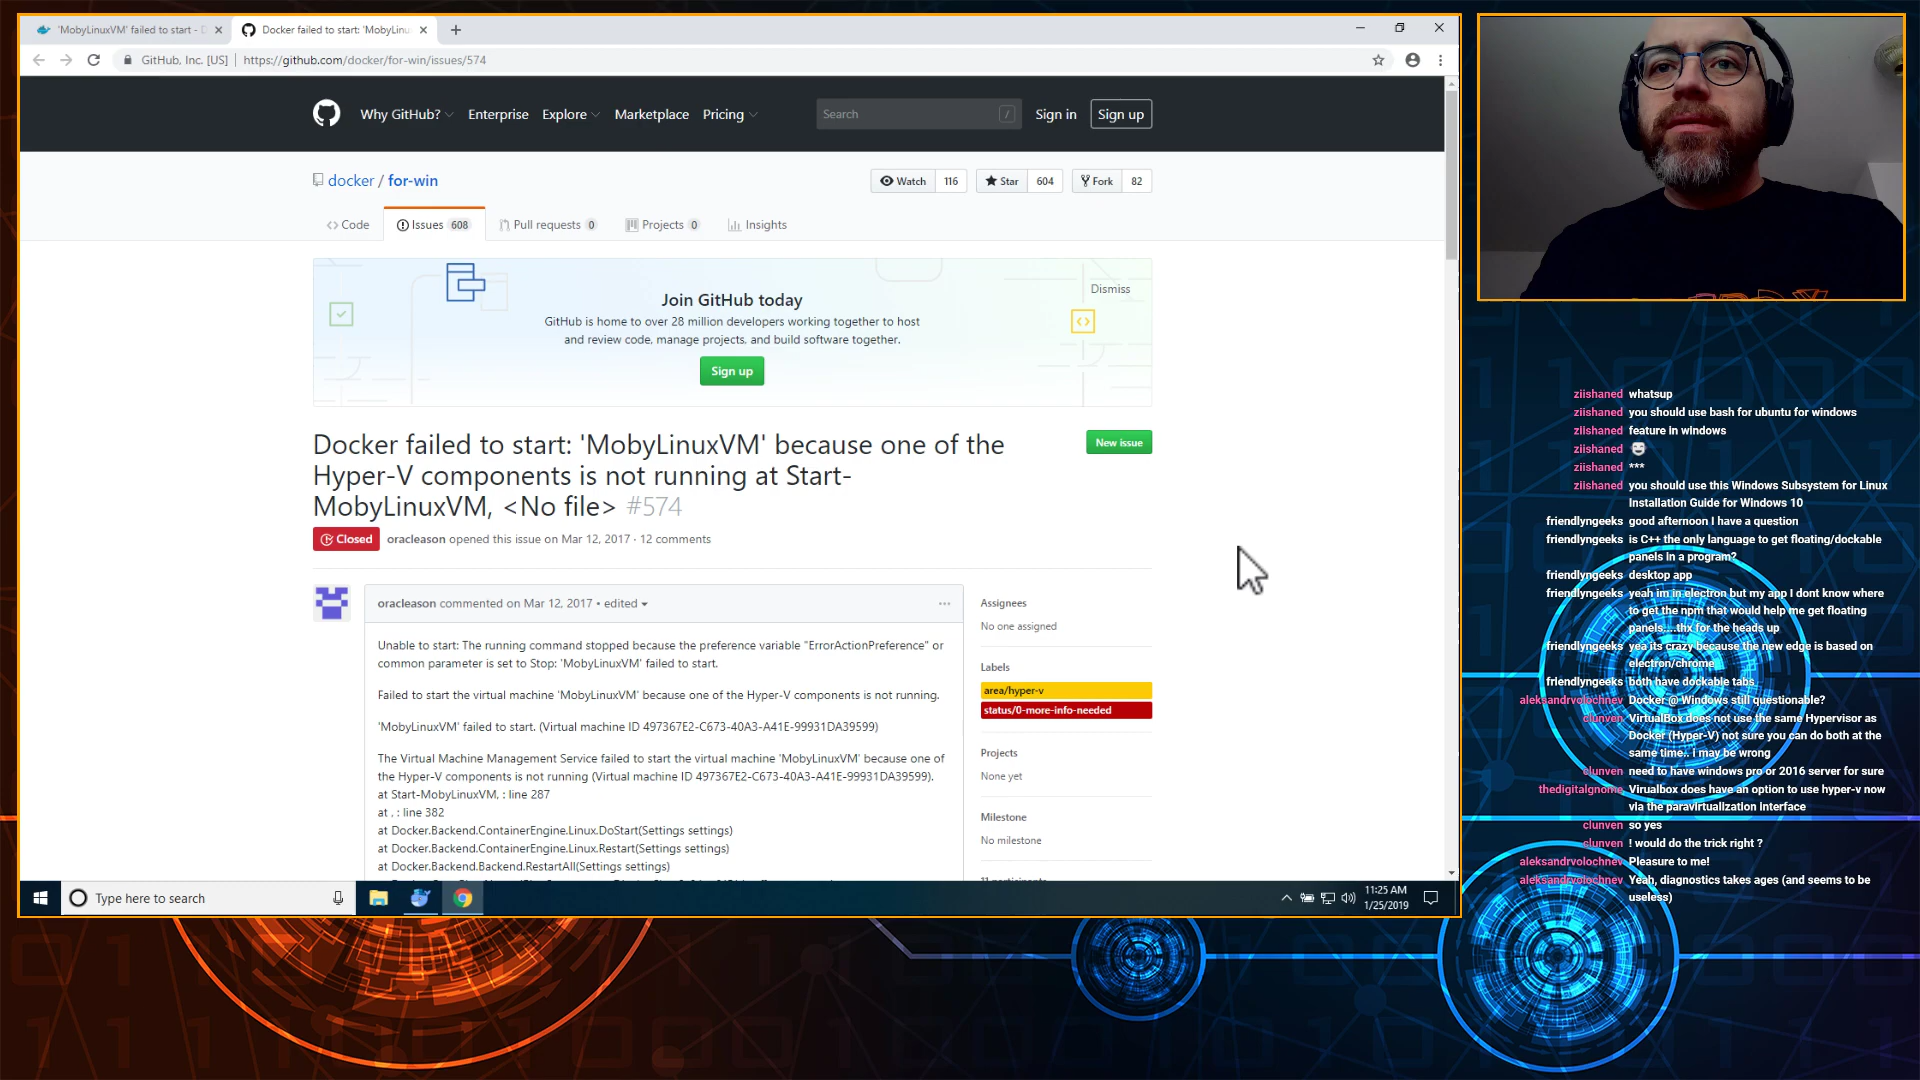 'MobyLinuxVM' failed to start - D
Docker failed to start: 'MobyLinu
GitHub, Inc. [US] | https://github.com/docker/for-win/issues/574
Why GitHub? Enterprise Explore Marketplace Pricing
Search /
Sign in Sign up
docker / for-win
Watch 116 Star 604 Fork 82
Code Issues 608 Pull requests 0 Projects 0 Insights
Join GitHub today
Dismiss
GitHub is home to over 28 million developers working together to host
and review code, manage projects, and build software together.
Sign up
Docker failed to start: 'MobyLinuxVM' because one of the
Hyper-V components is not running at Start-
MobyLinuxVM, <No file> #574
New issue
Closed oracleason opened this issue on Mar 12, 2017 · 12 comments
oracleason commented on Mar 12, 2017 • edited
Unable to start: The running command stopped because the preference variable "ErrorActionPreference" or
common parameter is set to Stop: 'MobyLinuxVM' failed to start.
Failed to start the virtual machine 'MobyLinuxVM' because one of the Hyper-V components is not running.
'MobyLinuxVM' failed to start. (Virtual machine ID 497367E2-C673-40A3-A41E-99931DA39599)
The Virtual Machine Management Service failed to start the virtual machine 'MobyLinuxVM' because one of
the Hyper-V components is not running (Virtual machine ID 497367E2-C673-40A3-A41E-99931DA39599).
at Start-MobyLinuxVM, : line 287
at , : line 382
at Docker.Backend.ContainerEngine.Linux.DoStart(Settings settings)
at Docker.Backend.ContainerEngine.Linux.Restart(Settings settings)
at Docker.Backend.Backend.RestartAll(Settings settings)
Assignees
No one assigned
Labels
area/hyper-v
status/0-more-info-needed
Projects
None yet
Milestone
No milestone
11 participants
Type here to search
11:25 AM
1/25/2019
ziishaned whatsup
ziishaned you should use bash for ubuntu for windows
ziishaned feature in windows
ziishaned
ziishaned ***
ziishaned you should use this Windows Subsystem for Linux
Installation Guide for Windows 10
friendlyngeeks good afternoon I have a question
friendlyngeeks is C++ the only language to get floating/dockable
panels in a program?
friendlyngeeks desktop app
friendlyngeeks yeah im in electron but my app I dont know where
to get the npm that would help me get floating
panels....thx for the heads up
friendlyngeeks yea its crazy because the new edge is based on
electron/chrome
friendlyngeeks both have dockable tabs
aleksandrvolochnev Docker @ Windows still questionable?
clunven VirtualBox does not use the same Hypervisor as
Docker (Hyper-V) not sure you can do both at the
same time.. i may be wrong
clunven need to have windows pro or 2016 server for sure
thedigitalgnome Virualbox does have an option to use hyper-v now
via the paravirtualization interface
clunven so yes
clunven ! would do the trick right ?
aleksandrvolochnev Pleasure to me!
aleksandrvolochnev Yeah, diagnostics takes ages (and seems to be
useless)